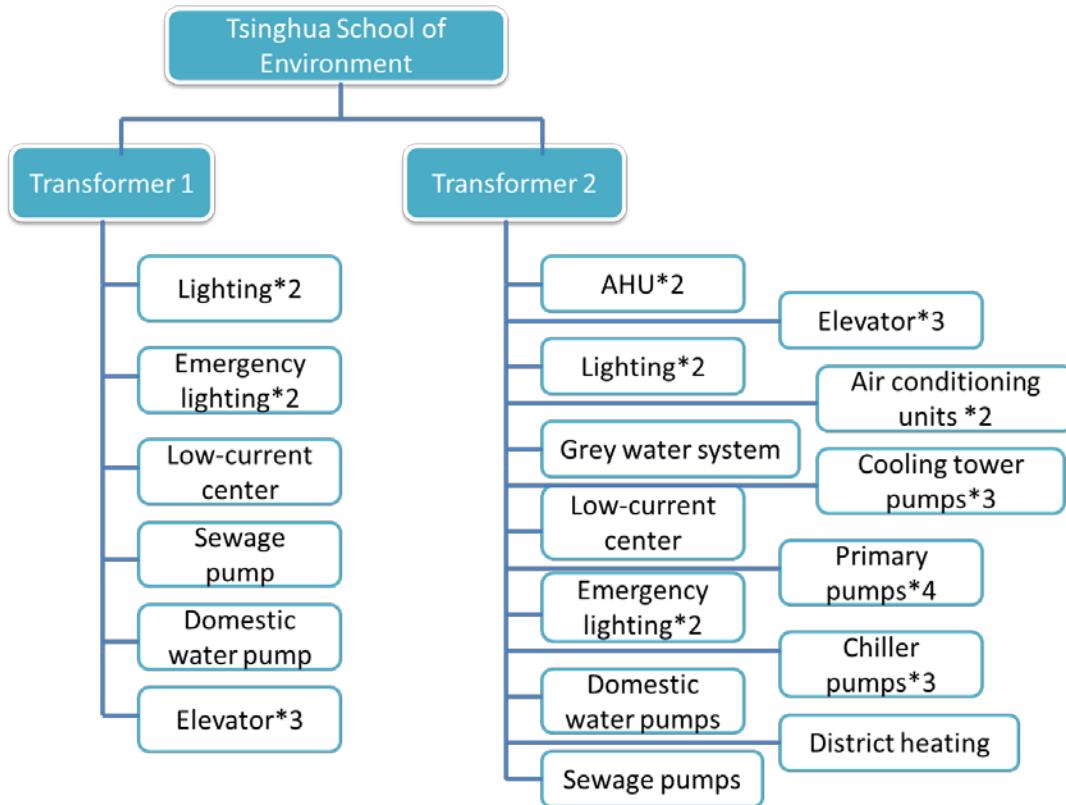 Tsinghua School of
Environment
Transformer 1
Transformer 2
Lighting*2
Emergency
lighting*2
Low-current
center
Sewage
pump
Domestic
water pump
Elevator*3
AHU*2
Elevator*3
Lighting*2
Air conditioning
units *2
Grey water system
Cooling tower
pumps*3
Low-current
center
Primary
pumps*4
Emergency
lighting*2
Chiller
pumps*3
Domestic
water pumps
District heating
Sewage pumps